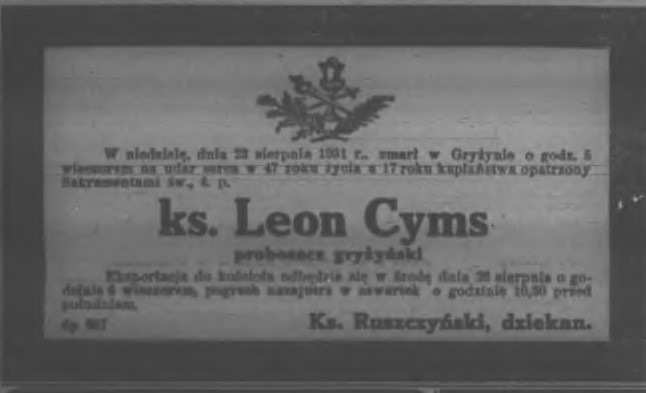 W niedzielę, dnia 23 sierpnia 1931 r., zmarł w Gryżynie o godz. 5
wieczorem na udar serca w 47 roku życia a 17 roku kapłaństwa opatrzony
Sakramentami św., ś. p.
ks. Leon Cyms
proboszcz gryżyński
Eksportacja do kościoła odbędzie się w środę dnia 26 sierpnia o go-
dzinie 6 wieczorem, pogrzeb nazajutrz w czwartek o godzinie 10,30 przed
południem.
Ks. Ruszczyński, dziekan.